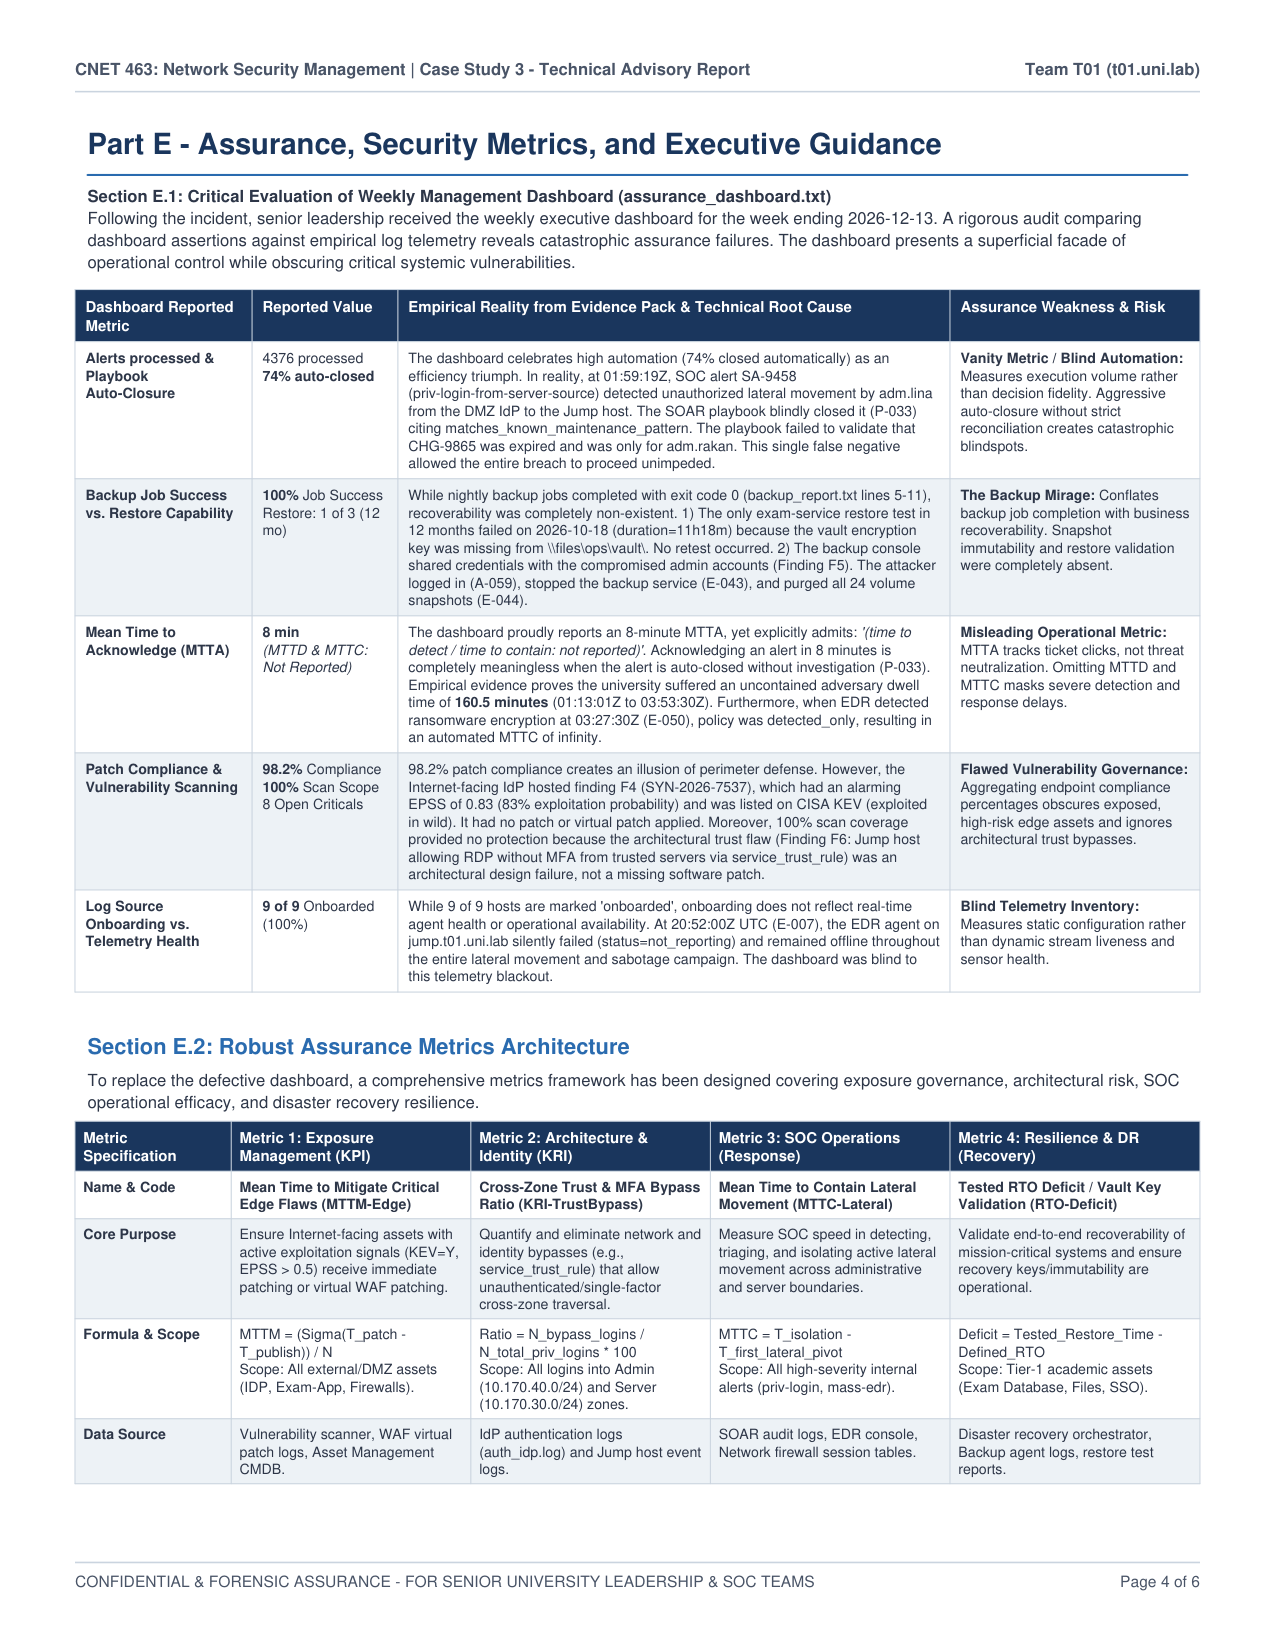 CNET 463: Network Security Management | Case Study 3 - Technical Advisory Report
Team T01 (t01.uni.lab)
Part E - Assurance, Security Metrics, and Executive Guidance
Section E.1: Critical Evaluation of Weekly Management Dashboard (assurance_dashboard.txt)
Following the incident, senior leadership received the weekly executive dashboard for the week ending 2026-12-13. A rigorous audit comparing
dashboard assertions against empirical log telemetry reveals catastrophic assurance failures. The dashboard presents a superficial facade of
operational control while obscuring critical systemic vulnerabilities.
Dashboard Reported
Metric
Reported Value
Empirical Reality from Evidence Pack & Technical Root Cause
Assurance Weakness & Risk
Alerts processed &
Playbook
Auto-Closure
4376 processed
74% auto-closed
The dashboard celebrates high automation (74% closed automatically) as an
efficiency triumph. In reality, at 01:59:19Z, SOC alert SA-9458
(priv-login-from-server-source) detected unauthorized lateral movement by adm.lina
from the DMZ IdP to the Jump host. The SOAR playbook blindly closed it (P-033)
citing matches_known_maintenance_pattern. The playbook failed to validate that
CHG-9865 was expired and was only for adm.rakan. This single false negative
allowed the entire breach to proceed unimpeded.
Vanity Metric / Blind Automation:
Measures execution volume rather
than decision fidelity. Aggressive
auto-closure without strict
reconciliation creates catastrophic
blindspots.
Backup Job Success
vs. Restore Capability
100% Job Success
Restore: 1 of 3 (12
mo)
While nightly backup jobs completed with exit code 0 (backup_report.txt lines 5-11),
recoverability was completely non-existent. 1) The only exam-service restore test in
12 months failed on 2026-10-18 (duration=11h18m) because the vault encryption
key was missing from \\files\ops\vault\. No retest occurred. 2) The backup console
shared credentials with the compromised admin accounts (Finding F5). The attacker
logged in (A-059), stopped the backup service (E-043), and purged all 24 volume
snapshots (E-044).
The Backup Mirage: Conflates
backup job completion with business
recoverability. Snapshot
immutability and restore validation
were completely absent.
Mean Time to
Acknowledge (MTTA)
8 min
(MTTD & MTTC:
Not Reported)
The dashboard proudly reports an 8-minute MTTA, yet explicitly admits: '(time to
detect / time to contain: not reported)'. Acknowledging an alert in 8 minutes is
completely meaningless when the alert is auto-closed without investigation (P-033).
Empirical evidence proves the university suffered an uncontained adversary dwell
time of 160.5 minutes (01:13:01Z to 03:53:30Z). Furthermore, when EDR detected
ransomware encryption at 03:27:30Z (E-050), policy was detected_only, resulting in
an automated MTTC of infinity.
Misleading Operational Metric:
MTTA tracks ticket clicks, not threat
neutralization. Omitting MTTD and
MTTC masks severe detection and
response delays.
Patch Compliance &
Vulnerability Scanning
98.2% Compliance
100% Scan Scope
8 Open Criticals
98.2% patch compliance creates an illusion of perimeter defense. However, the
Internet-facing IdP hosted finding F4 (SYN-2026-7537), which had an alarming
EPSS of 0.83 (83% exploitation probability) and was listed on CISA KEV (exploited
in wild). It had no patch or virtual patch applied. Moreover, 100% scan coverage
provided no protection because the architectural trust flaw (Finding F6: Jump host
allowing RDP without MFA from trusted servers via service_trust_rule) was an
architectural design failure, not a missing software patch.
Flawed Vulnerability Governance:
Aggregating endpoint compliance
percentages obscures exposed,
high-risk edge assets and ignores
architectural trust bypasses.
Log Source
Onboarding vs.
Telemetry Health
9 of 9 Onboarded
(100%)
While 9 of 9 hosts are marked 'onboarded', onboarding does not reflect real-time
agent health or operational availability. At 20:52:00Z UTC (E-007), the EDR agent on
jump.t01.uni.lab silently failed (status=not_reporting) and remained offline throughout
the entire lateral movement and sabotage campaign. The dashboard was blind to
this telemetry blackout.
Blind Telemetry Inventory:
Measures static configuration rather
than dynamic stream liveness and
sensor health.
Section E.2: Robust Assurance Metrics Architecture
To replace the defective dashboard, a comprehensive metrics framework has been designed covering exposure governance, architectural risk, SOC
operational efficacy, and disaster recovery resilience.
Metric
Specification
Metric 1: Exposure
Management (KPI)
Metric 2: Architecture &
Identity (KRI)
Metric 3: SOC Operations
(Response)
Metric 4: Resilience & DR
(Recovery)
Name & Code
Mean Time to Mitigate Critical
Edge Flaws (MTTM-Edge)
Cross-Zone Trust & MFA Bypass
Ratio (KRI-TrustBypass)
Mean Time to Contain Lateral
Movement (MTTC-Lateral)
Tested RTO Deficit / Vault Key
Validation (RTO-Deficit)
Core Purpose
Ensure Internet-facing assets with
active exploitation signals (KEV=Y,
EPSS > 0.5) receive immediate
patching or virtual WAF patching.
Quantify and eliminate network and
identity bypasses (e.g.,
service_trust_rule) that allow
unauthenticated/single-factor
cross-zone traversal.
Measure SOC speed in detecting,
triaging, and isolating active lateral
movement across administrative
and server boundaries.
Validate end-to-end recoverability of
mission-critical systems and ensure
recovery keys/immutability are
operational.
Formula & Scope
MTTM = (Sigma(T_patch -
T_publish)) / N
Scope: All external/DMZ assets
(IDP, Exam-App, Firewalls).
Ratio = N_bypass_logins /
N_total_priv_logins * 100
Scope: All logins into Admin
(10.170.40.0/24) and Server
(10.170.30.0/24) zones.
MTTC = T_isolation -
T_first_lateral_pivot
Scope: All high-severity internal
alerts (priv-login, mass-edr).
Deficit = Tested_Restore_Time -
Defined_RTO
Scope: Tier-1 academic assets
(Exam Database, Files, SSO).
Data Source
Vulnerability scanner, WAF virtual
patch logs, Asset Management
CMDB.
IdP authentication logs
(auth_idp.log) and Jump host event
logs.
SOAR audit logs, EDR console,
Network firewall session tables.
Disaster recovery orchestrator,
Backup agent logs, restore test
reports.
CONFIDENTIAL & FORENSIC ASSURANCE - FOR SENIOR UNIVERSITY LEADERSHIP & SOC TEAMS
Page 4 of 6